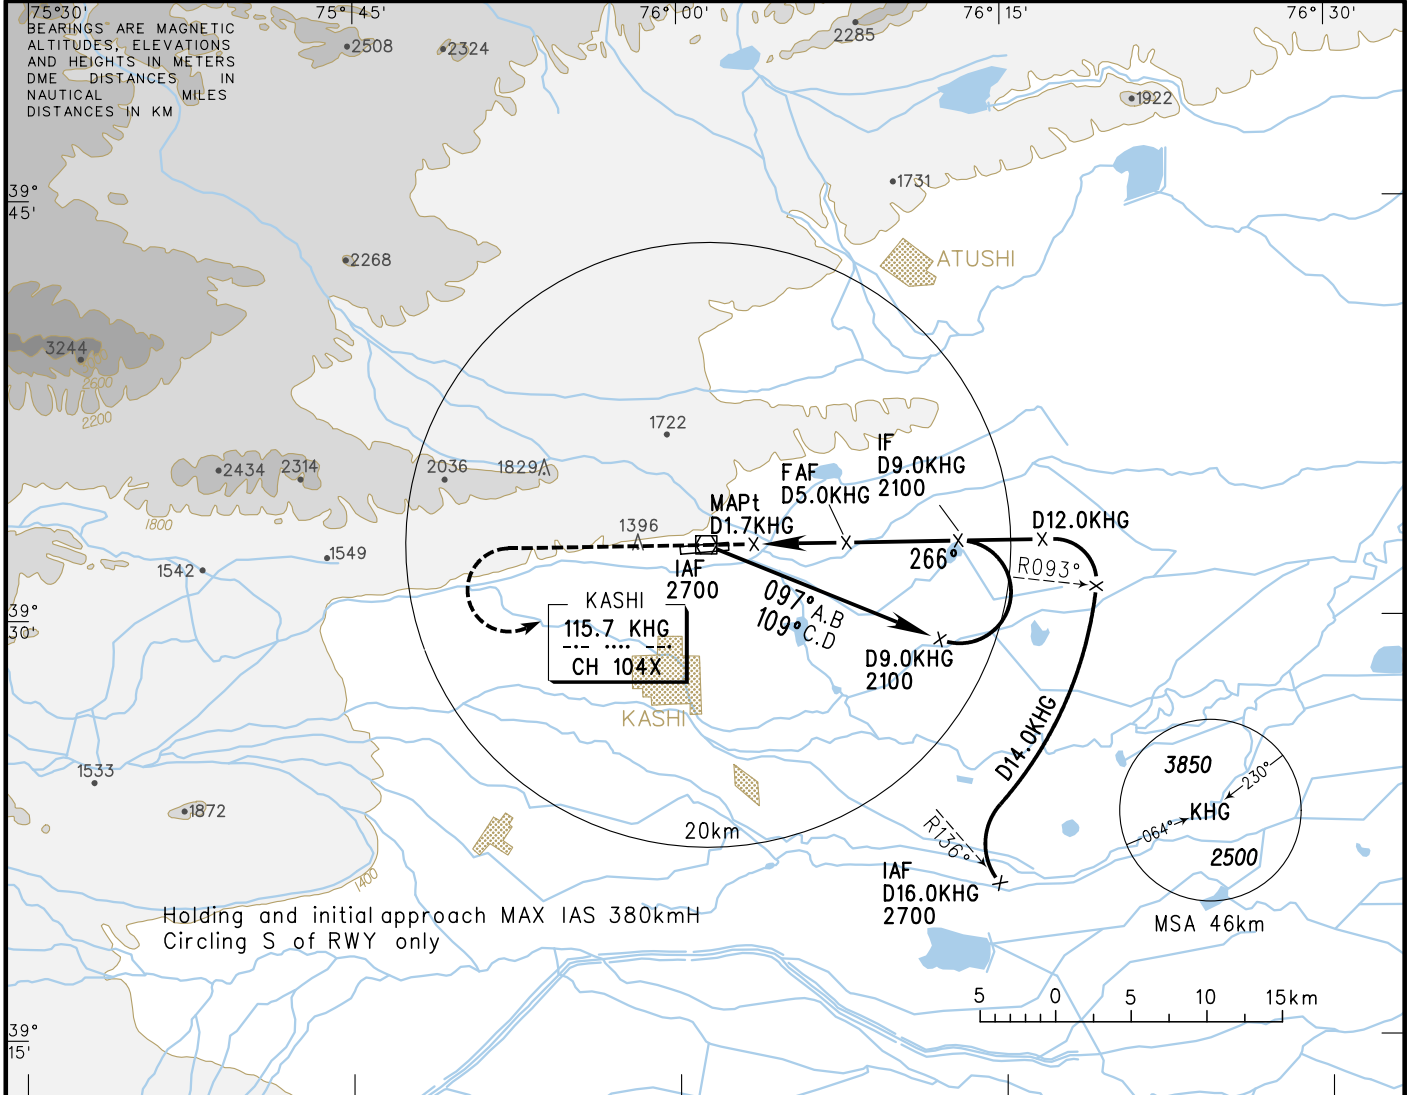 75°30'
75°45'
76°00'
76°15'
76°30'
BEARINGS ARE MAGNETIC
ALTITUDES, ELEVATIONS
AND HEIGHTS IN METERS
DME DISTANCES IN
NAUTICAL MILES
DISTANCES IN KM
2508
2324
2285
1922
39°
45'
1731
ATUSHI
2268
3244
2600
2200
1722
2434
2314
2036
1829
IF
D9.0KHG
2100
FAF
D5.0KHG
MAPt
D1.7KHG
D12.0KHG
1800
1396
1549
1542
266°
R093°
IAF
2700
097°A.B
109°C.D
39°
30'
KASHI
115.7 KHG
CH 104X
D9.0KHG
2100
KASHI
D14.0KHG
1533
1872
20km
3850
230°
KHG
064°
2500
MSA 46km
R136°
IAF
D16.0KHG
2700
1400
Holding and initial approach MAX IAS 380kmH
Circling S of RWY only
5 0 5 10 15km
39°
15'